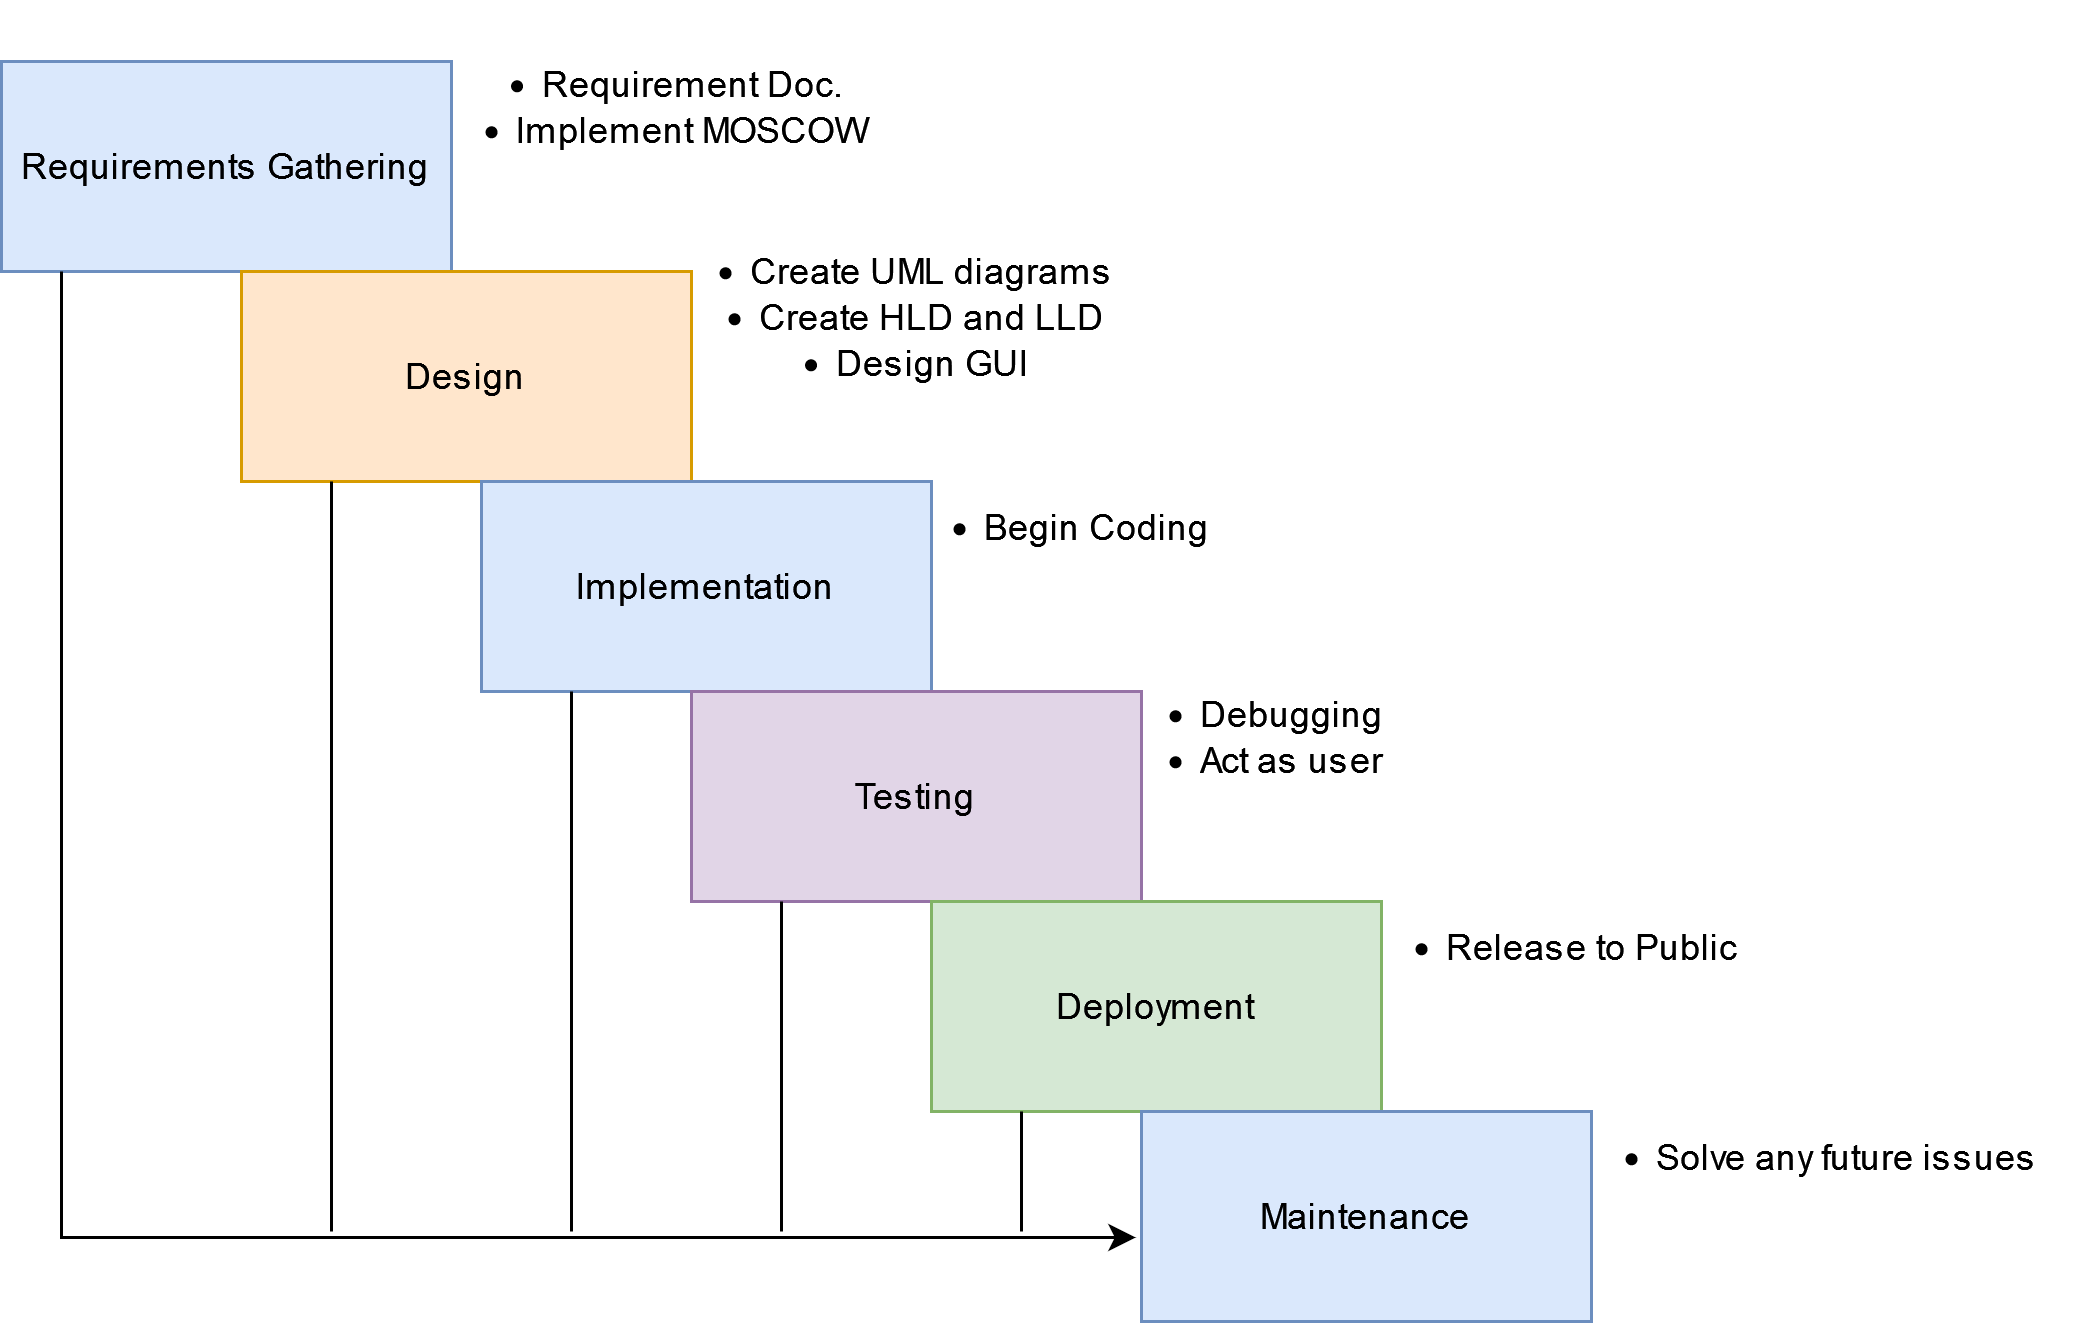 Requirements Gathering
• Requirement Doc.
• Implement MOSCOW
Design
• Create UML diagrams
• Create HLD and LLD
• Design GUI
Implementation
• Begin Coding
Testing
• Debugging
• Act as user
Deployment
• Release to Public
Maintenance
• Solve any future issues